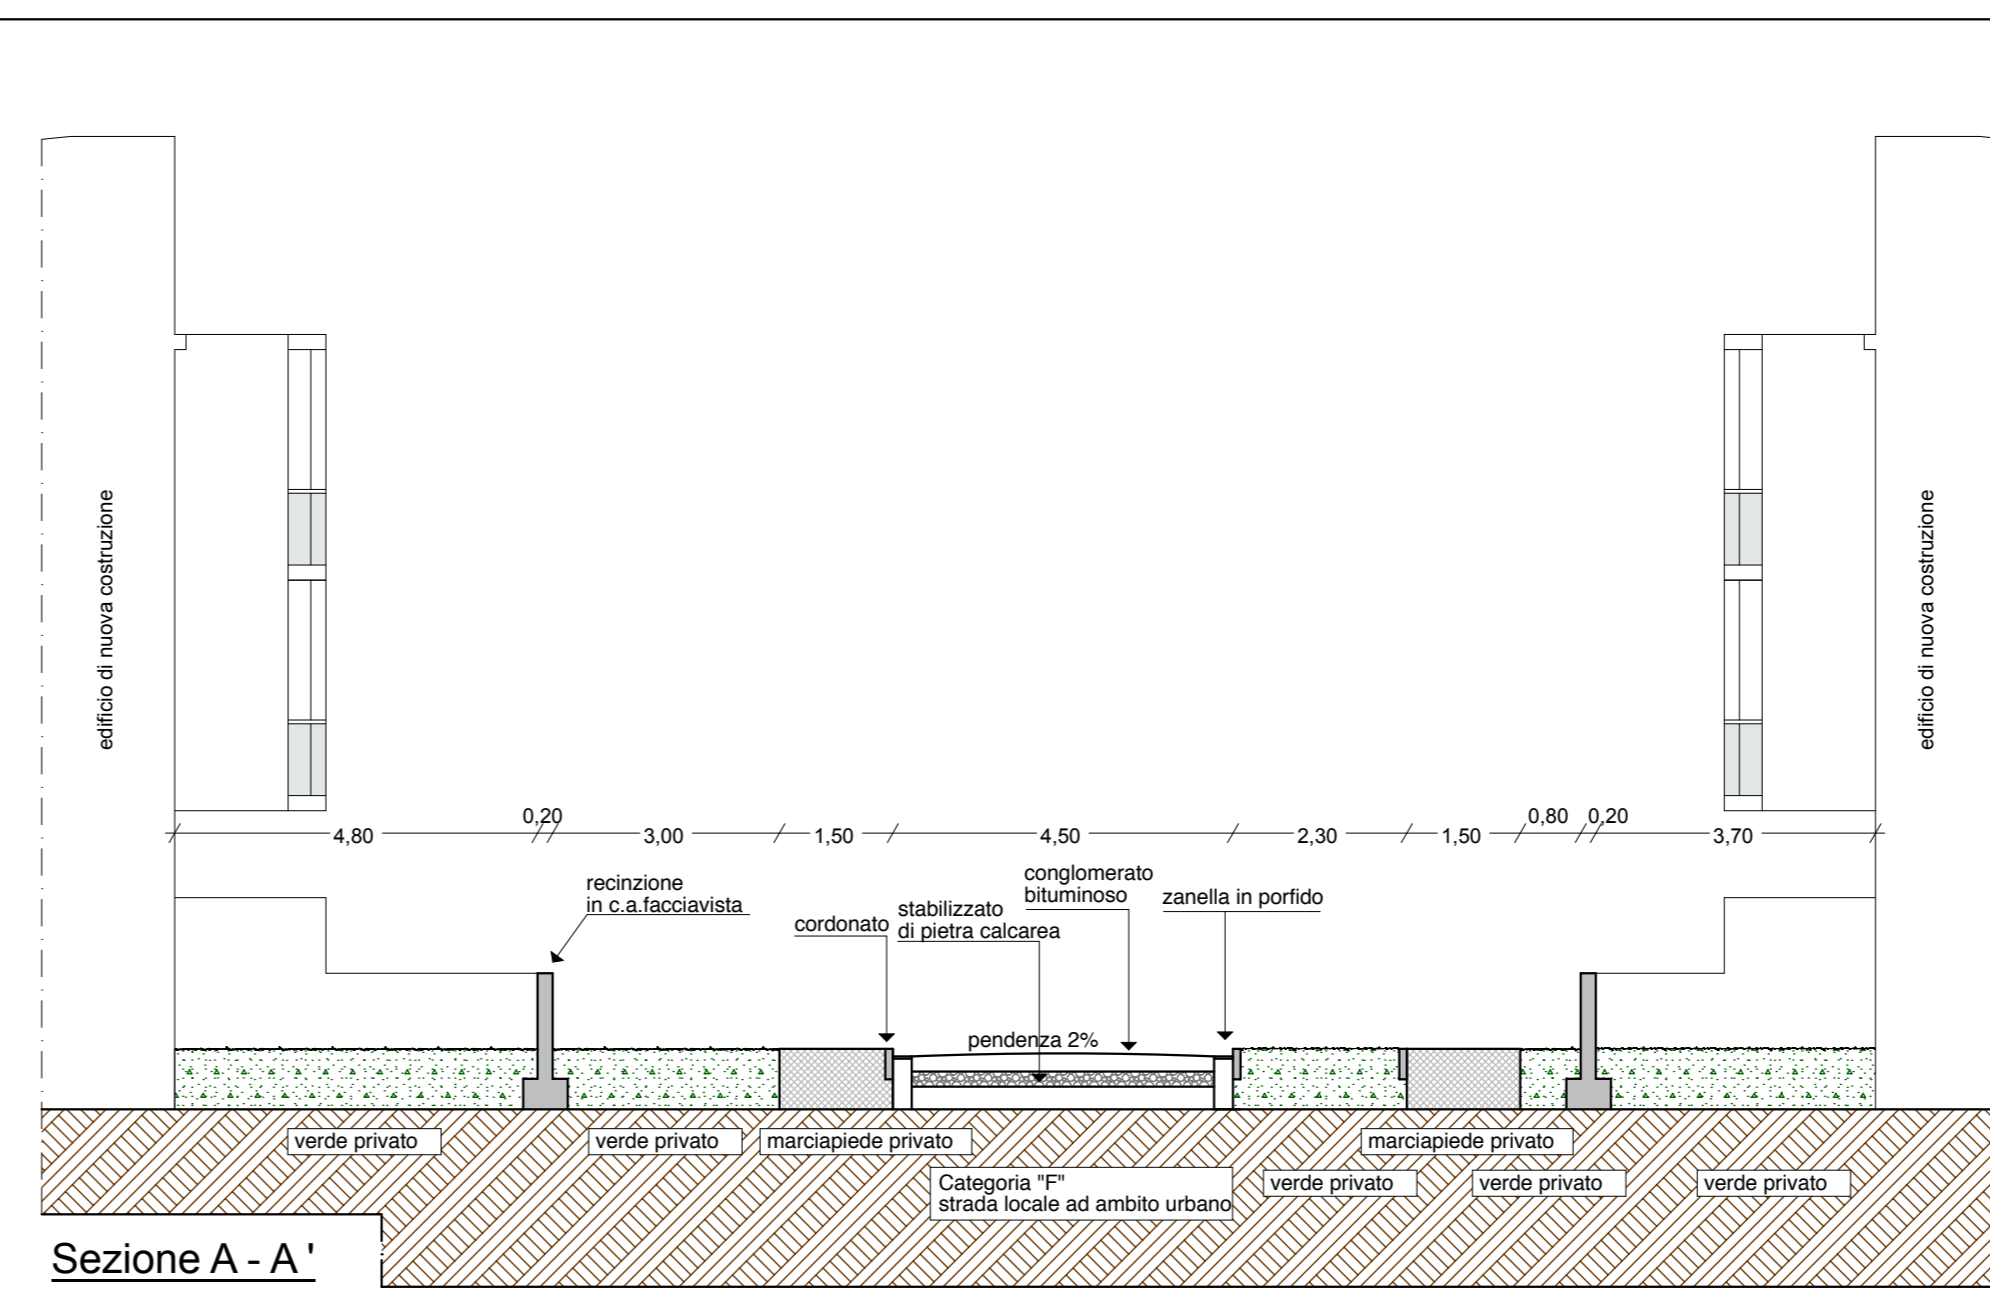 edificio di nuova costruzione
edificio di nuova costruzione
0,20
0,80
0,20
4,80
3,00
1,50
4,50
2,30
1,50
3,70
recinzione
in c.a.facciavista
cordonato
stabilizzato
di pietra calcarea
conglomerato
bituminoso
zanella in porfido
pendenza 2%
verde privato
verde privato
marciapiede privato
marciapiede privato
Categoria "F"
strada locale ad ambito urbano
verde privato
verde privato
verde privato
Sezione A - A '